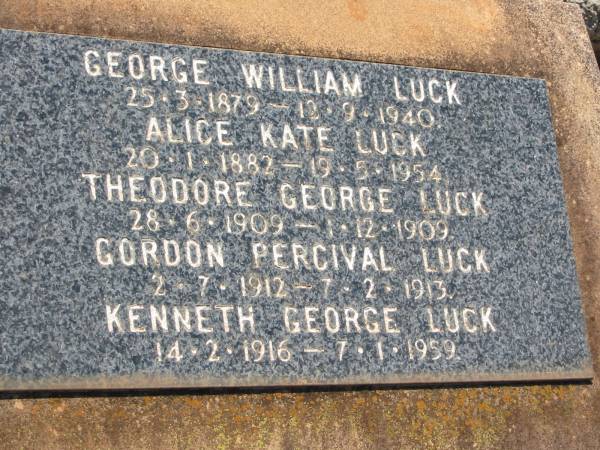 GEORGE WILLIAM LUCK
25·3·1879 – 13·9·1940.
ALICE KATE LUCK
20·1·1882 – 19·5·1954
THEODORE GEORGE LUCK
28·6·1909 – 1·12·1909
GORDON PERCIVAL LUCK
2·7·1912 – 7·2·1913.
KENNETH GEORGE LUCK
14·2·1916 – 7·1·1959